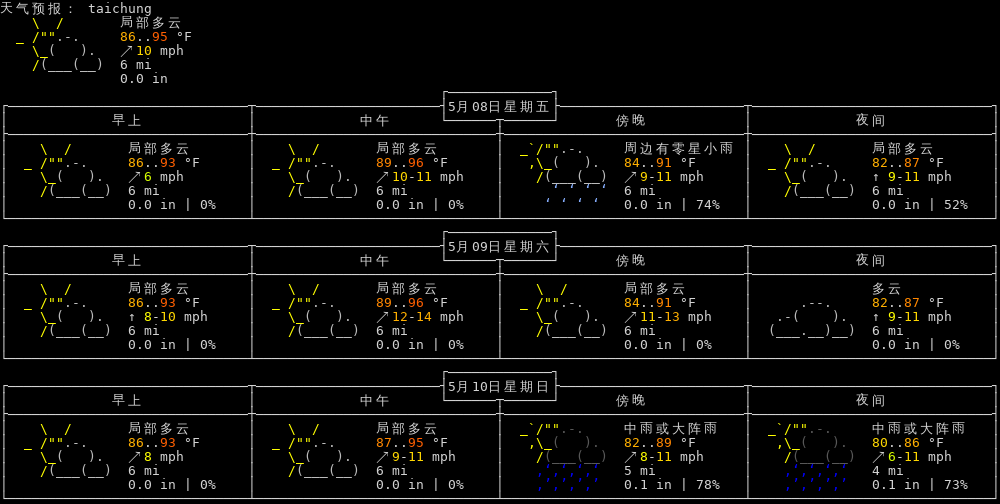 天气预报： taichung
局部多云
86..95 °F
↗10 mph
6 mi
0.0 in
5月08日星期五
早上 中午 傍晚 夜间
局部多云 局部多云 周边有零星小雨 局部多云
86..93 °F 89..96 °F 84..91 °F 82..87 °F
↗6 mph ↗10-11 mph ↗9-11 mph ↑ 9-11 mph
6 mi 6 mi 6 mi 6 mi
0.0 in | 0% 0.0 in | 0% 0.0 in | 74% 0.0 in | 52%
5月09日星期六
早上 中午 傍晚 夜间
局部多云 局部多云 局部多云 多云
86..93 °F 89..96 °F 84..91 °F 82..87 °F
↑ 8-10 mph ↗12-14 mph ↗11-13 mph ↑ 9-11 mph
6 mi 6 mi 6 mi 6 mi
0.0 in | 0% 0.0 in | 0% 0.0 in | 0% 0.0 in | 0%
5月10日星期日
早上 中午 傍晚 夜间
局部多云 局部多云 中雨或大阵雨 中雨或大阵雨
86..93 °F 87..95 °F 82..89 °F 80..86 °F
↗8 mph ↗9-11 mph ↗8-11 mph ↗6-11 mph
6 mi 6 mi 5 mi 4 mi
0.0 in | 0% 0.0 in | 0% 0.1 in | 78% 0.1 in | 73%